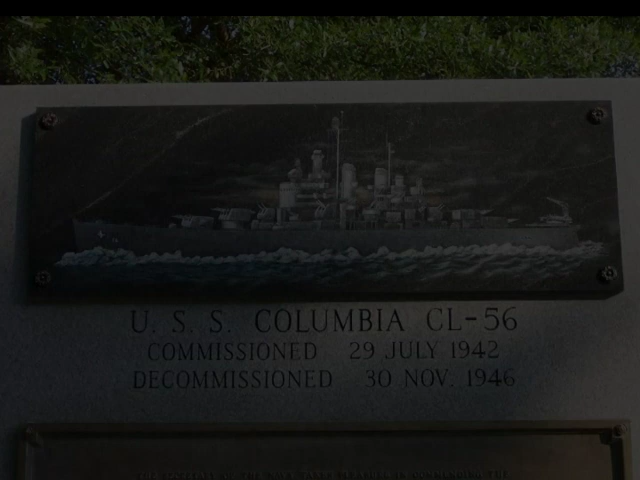 U. S. S. COLUMBIA CL-56
COMMISSIONED 29 JULY 1942
DECOMMISSIONED 30 NOV. 1946